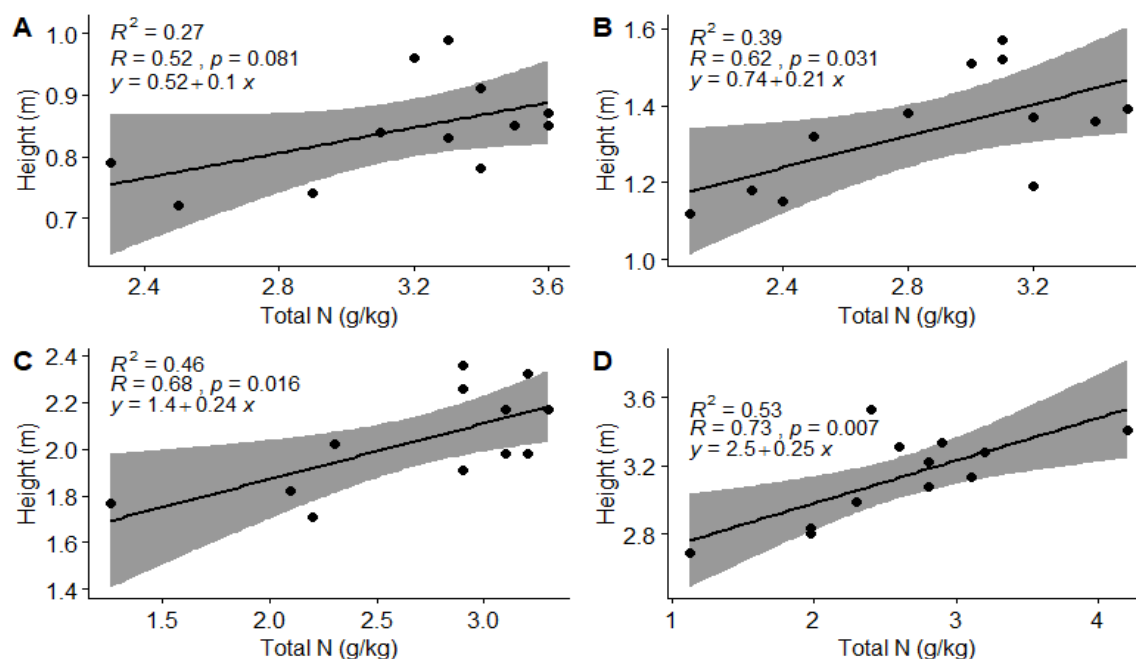 A
R² = 0.27
R = 0.52 , p = 0.081
y = 0.52+0.1 x
Height (m)
1.0
0.9
0.8
0.7
2.4 2.8 3.2 3.6
Total N (g/kg)
B
R² = 0.39
R = 0.62 , p = 0.031
y = 0.74+0.21 x
Height (m)
1.6
1.4
1.2
1.0
2.4 2.8 3.2
Total N (g/kg)
C
R² = 0.46
R = 0.68 , p = 0.016
y = 1.4+0.24 x
Height (m)
2.4
2.2
2.0
1.8
1.6
1.4
1.5 2.0 2.5 3.0
Total N (g/kg)
D
R² = 0.53
R = 0.73 , p = 0.007
y = 2.5+0.25 x
Height (m)
3.6
3.2
2.8
1 2 3 4
Total N (g/kg)